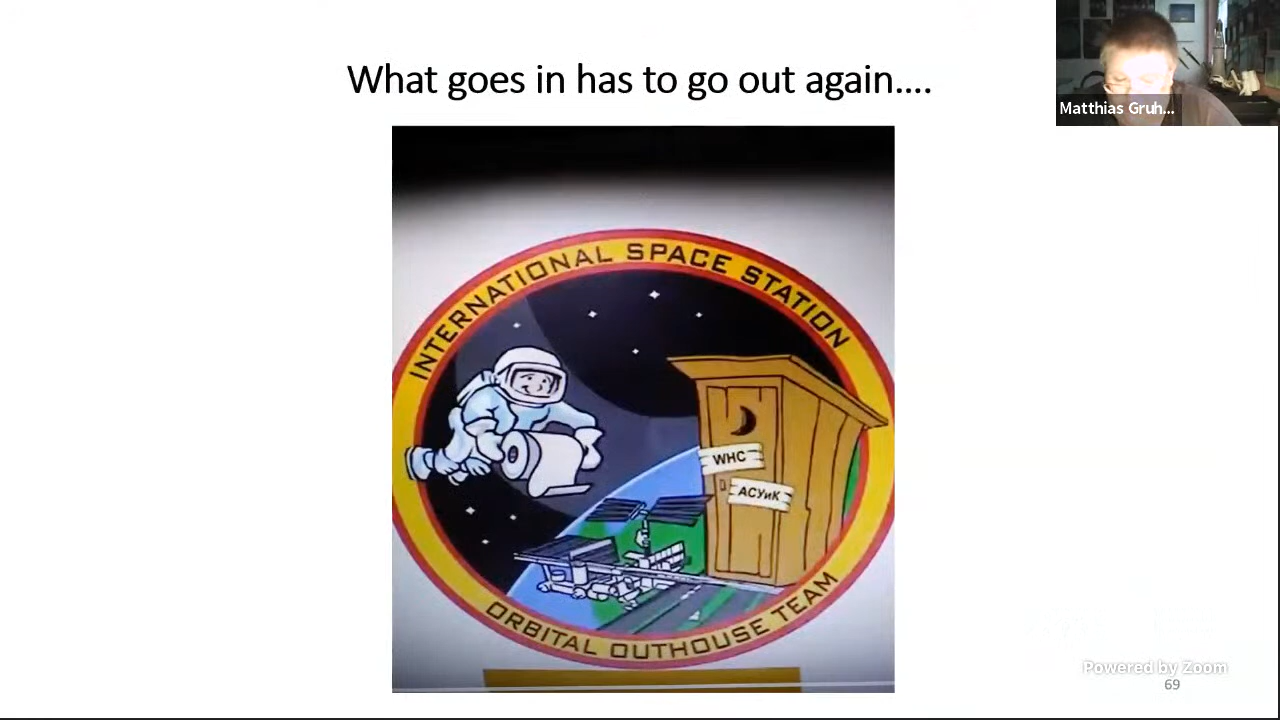 What goes in has to go out again....
Matthias Gruh...
INTERNATIONAL SPACE STATION
WHC
АСУиК
ORBITAL OUTHOUSE TEAM
Powered by Zoom
69